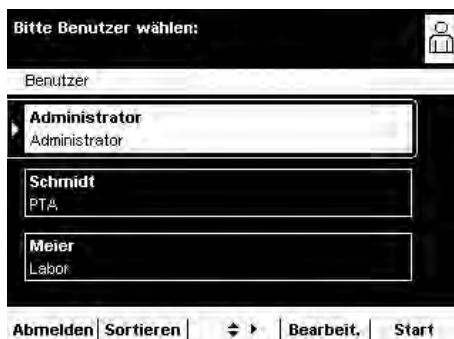 Bitte Benutzer wählen:
Benutzer
Administrator
Administrator
Schmidt
PTA
Meier
Labor
Abmelden Sortieren Bearbeit. Start